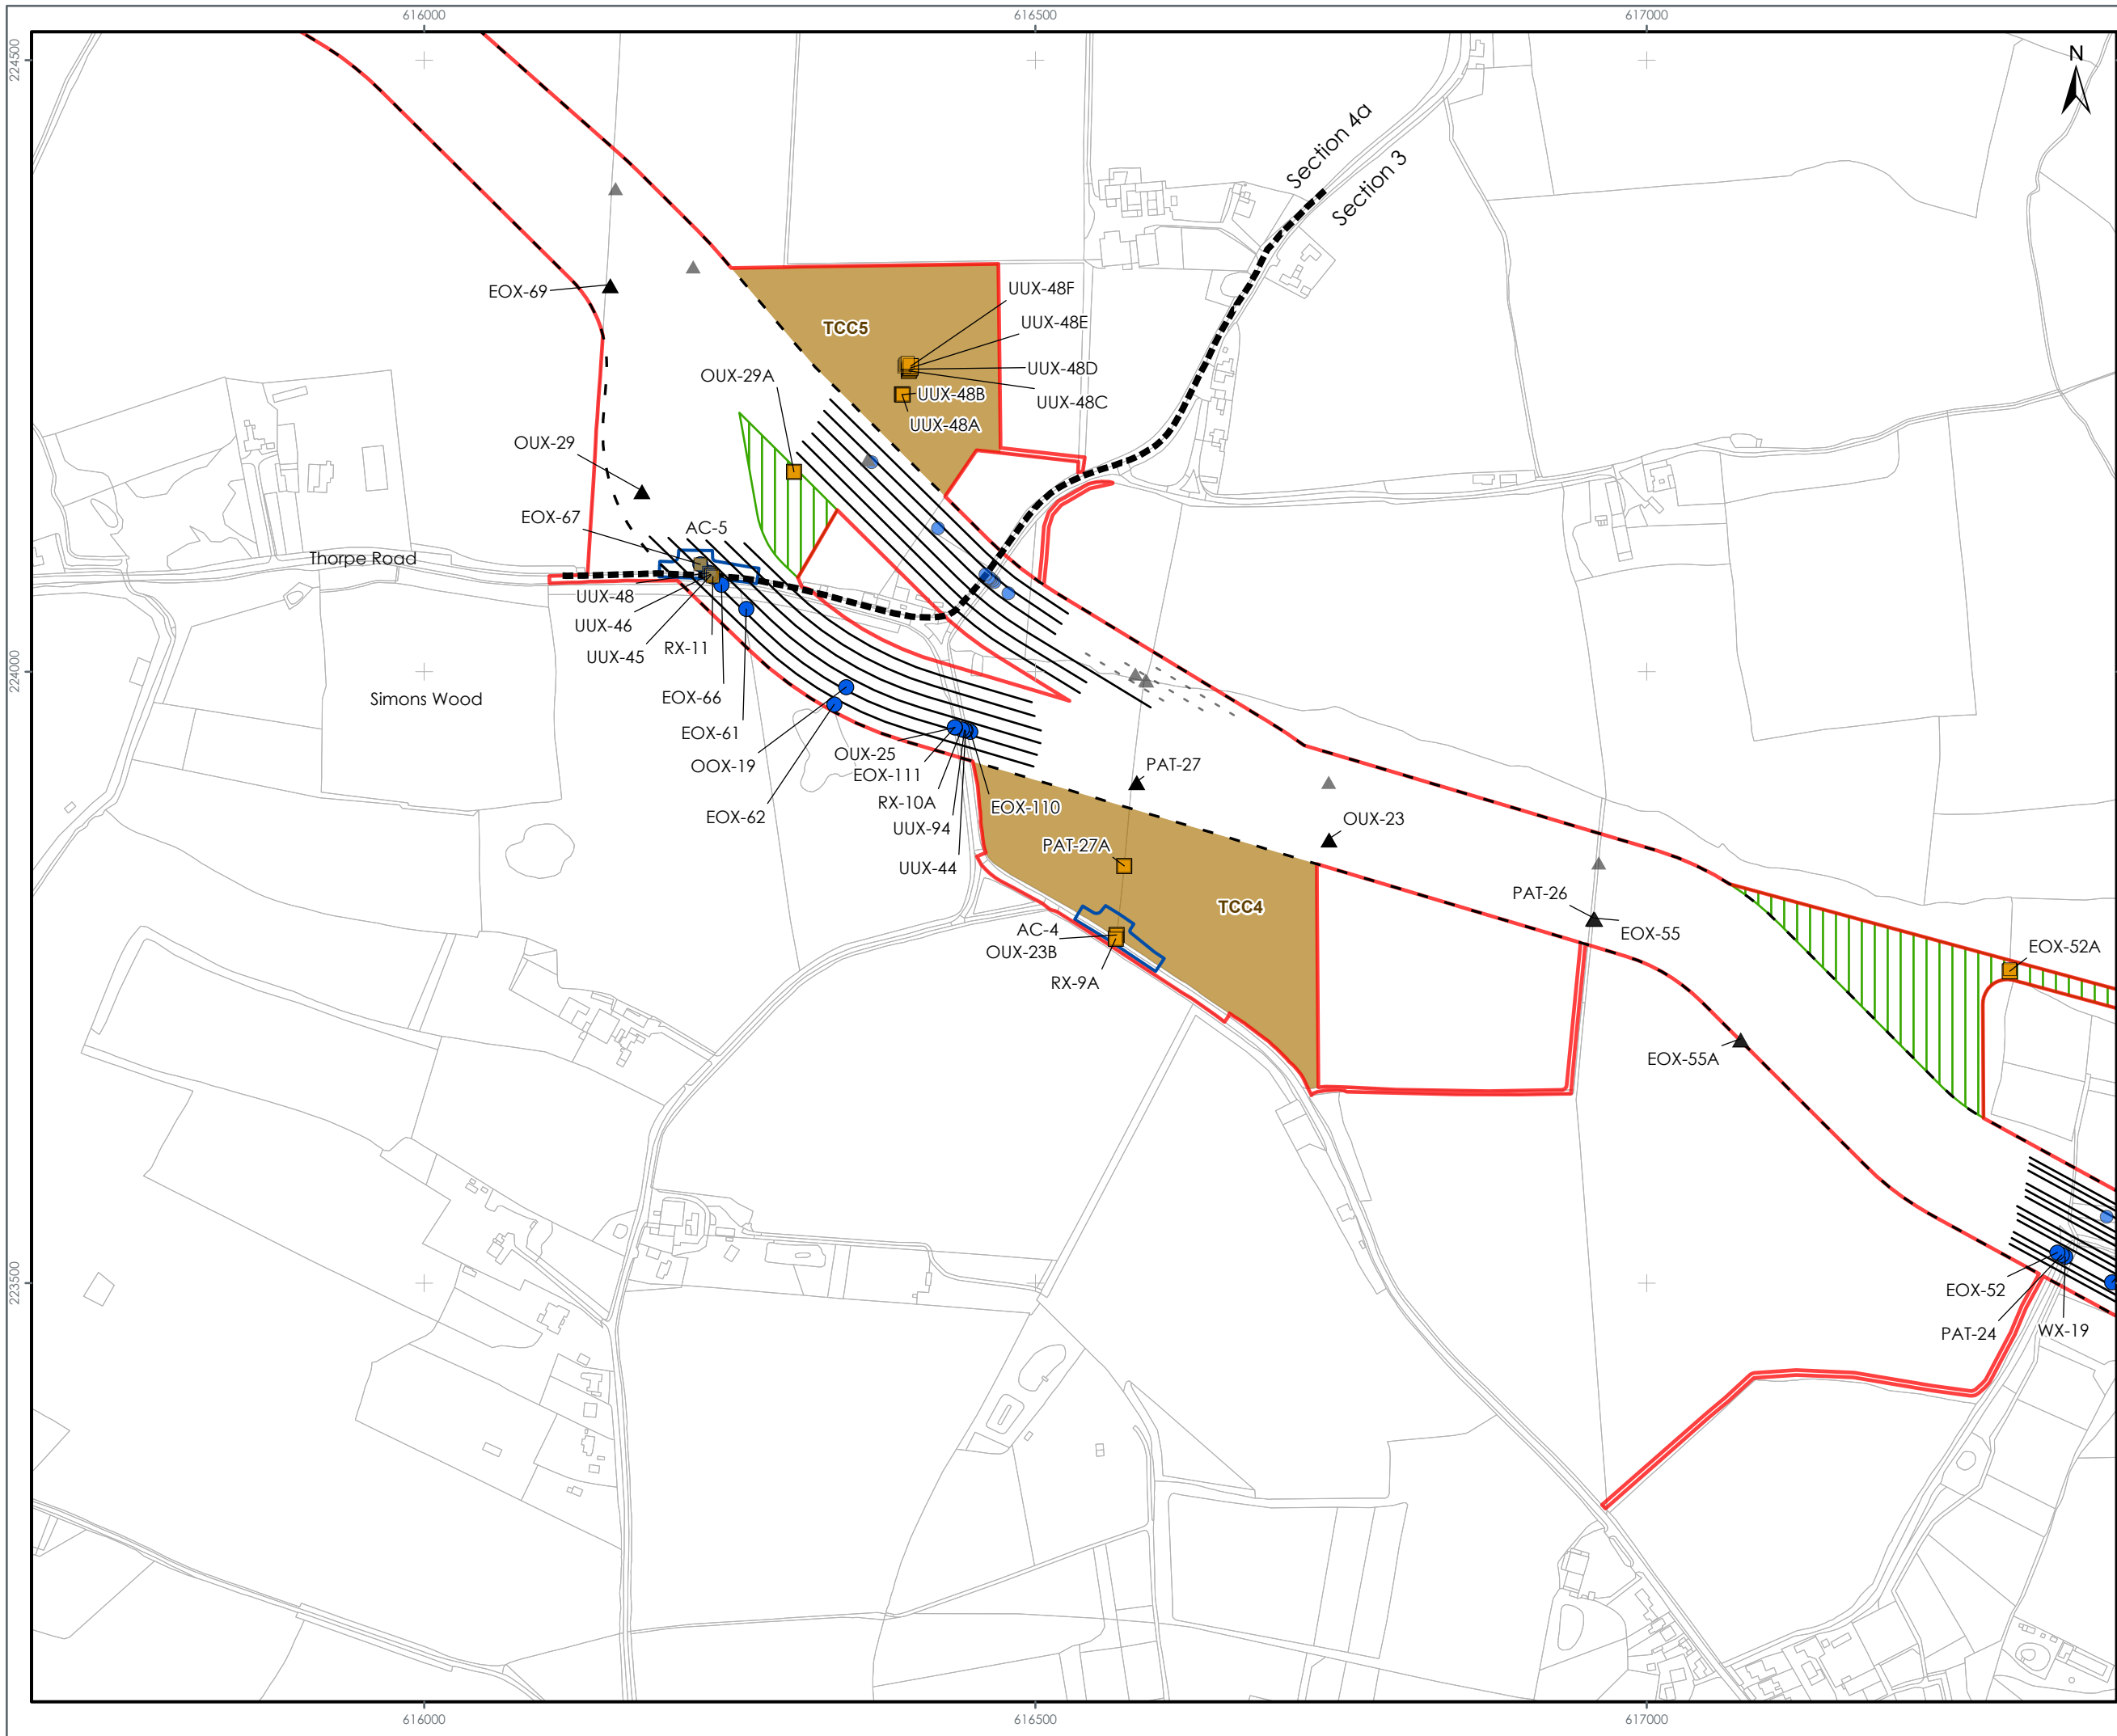 616000
616500
617000
224500
N
Section 4a
Section 3
EOX-69
UUX-48F
TCC5
UUX-48E
UUX-48D
OUX-29A
UUX-48B
UUX-48C
UUX-48A
OUX-29
EOX-67
AC-5
Thorpe Road
UUX-48
UUX-46
RX-11
UUX-45
224000
Simons Wood
EOX-66
EOX-61
OUX-25
OOX-19
EOX-111
PAT-27
RX-10A
EOX-110
EOX-62
UUX-94
OUX-23
PAT-27A
UUX-44
PAT-26
TCC4
AC-4
EOX-55
OUX-23B
EOX-52A
RX-9A
EOX-55A
223500
EOX-52
PAT-24
WX-19
616000
616500
617000